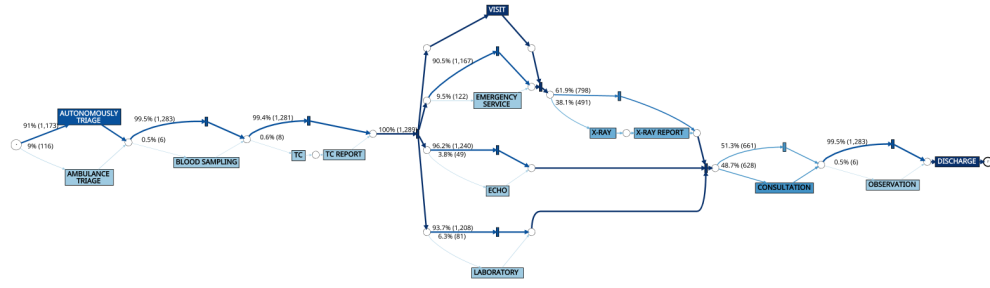 VISIT
90.5% (1,167)
9.5% (122)
EMERGENCY
SERVICE
61.9% (798)
38.1% (491)
AUTONOMOUSLY
TRIAGE
91% (1,173)
9% (116)
AMBULANCE
TRIAGE
99.5% (1,283)
0.5% (6)
BLOOD SAMPLING
99.4% (1,281)
0.6% (8)
TC
TC REPORT
100% (1,289)
X-RAY
X-RAY REPORT
96.2% (1,240)
3.8% (49)
ECHO
51.3% (661)
48.7% (628)
CONSULTATION
99.5% (1,283)
0.5% (6)
OBSERVATION
DISCHARGE
93.7% (1,208)
6.3% (81)
LABORATORY